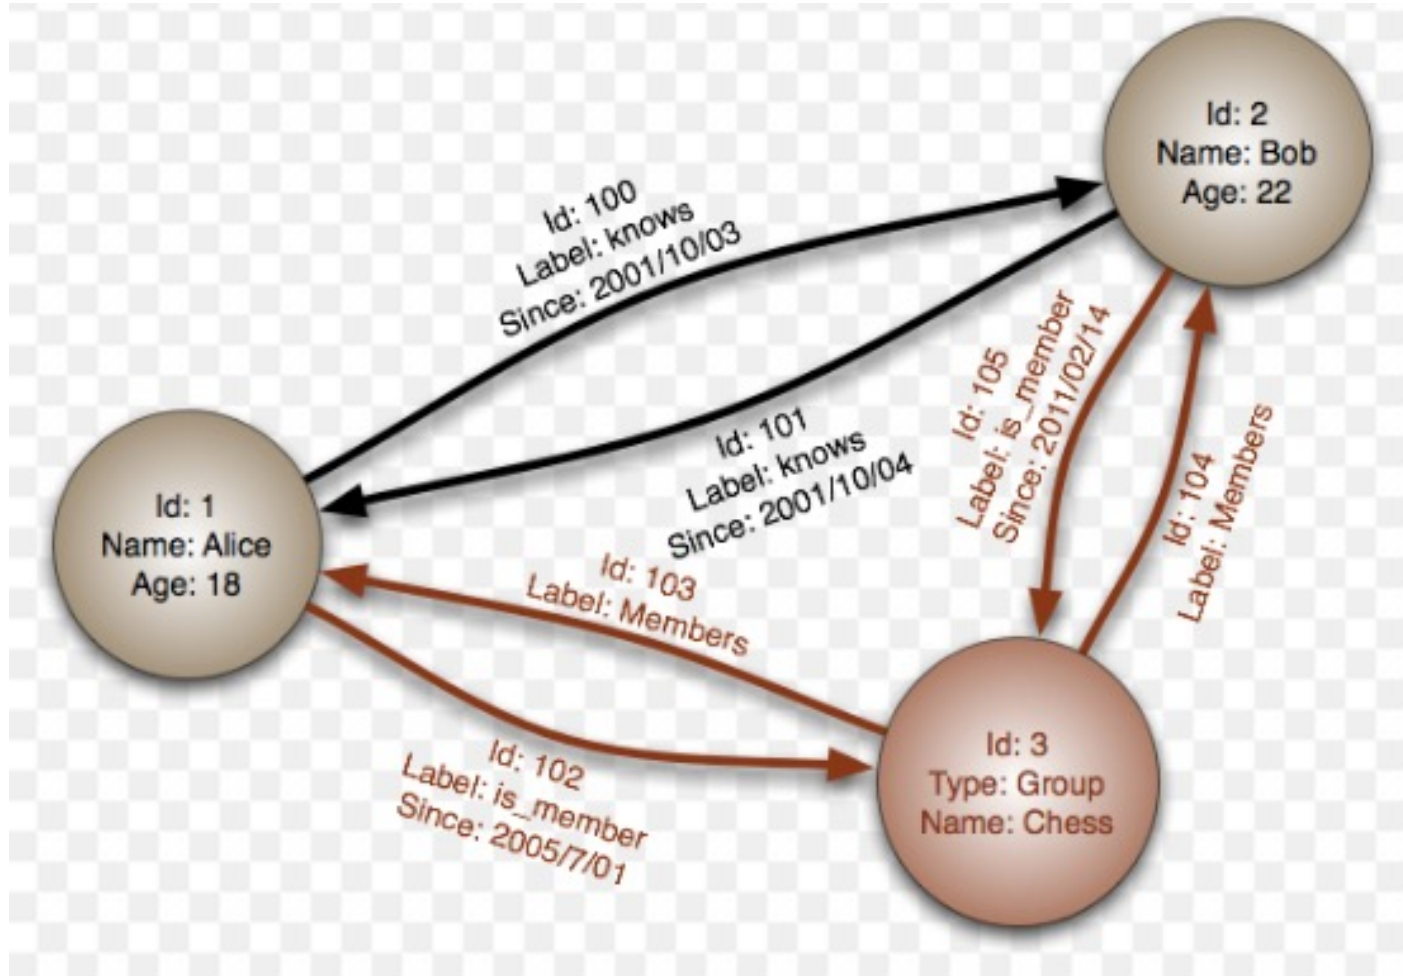 Id: 2
Name: Bob
Age: 22
Id: 100
Label: knows
Since: 2001/10/03
Id: 101
Label: knows
Since: 2001/10/04
Id: 105
Label: is_member
Since: 2011/02/14
Id: 104
Label: Members
Id: 1
Name: Alice
Age: 18
Id: 103
Label: Members
Id: 102
Label: is_member
Since: 2005/7/01
Id: 3
Type: Group
Name: Chess